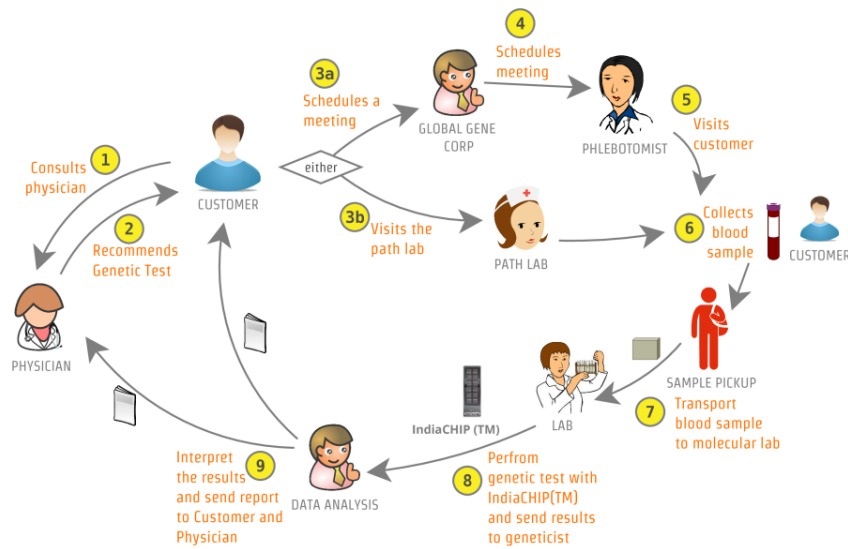 1
Consults
physician
2
Recommends
Genetic Test
PHYSICIAN
CUSTOMER
either
3a
Schedules a
meeting
3b
Visits the
path lab
GLOBAL GENE
CORP
4
Schedules
meeting
PHLEBOTOMIST
5
Visits
customer
PATH LAB
6
Collects
blood
sample
CUSTOMER
SAMPLE PICKUP
7
Transport
blood sample
to molecular lab
LAB
IndiaCHIP (TM)
8
Perfrom
genetic test with
IndiaCHIP(TM)
and send results
to geneticist
DATA ANALYSIS
9
Interpret
the results
and send report
to Customer and
Physician